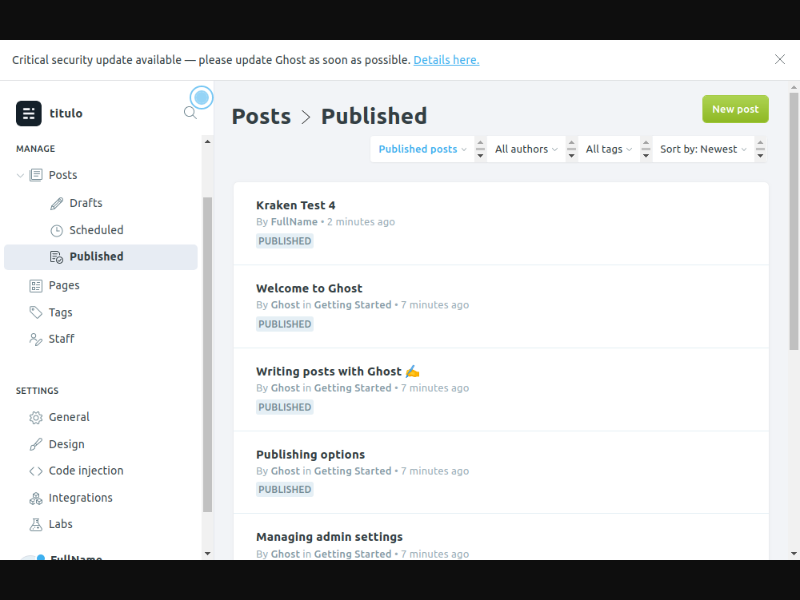 Critical security update available — please update Ghost as soon as possible. Details here.
titulo
MANAGE
Posts
Drafts
Scheduled
Published
Pages
Tags
Staff
SETTINGS
General
Design
Code injection
Integrations
Labs
FullName
Posts > Published
New post
Published posts
All authors
All tags
Sort by: Newest
Kraken Test 4
By FullName • 2 minutes ago
PUBLISHED
Welcome to Ghost
By Ghost in Getting Started • 7 minutes ago
PUBLISHED
Writing posts with Ghost ✍️
By Ghost in Getting Started • 7 minutes ago
PUBLISHED
Publishing options
By Ghost in Getting Started • 7 minutes ago
PUBLISHED
Managing admin settings
By Ghost in Getting Started • 7 minutes ago